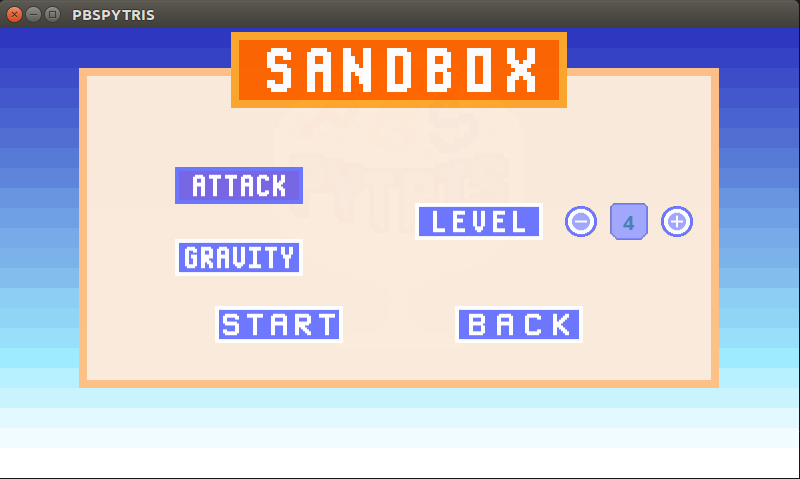 PBSPYTRIS
SANDBOX
ATTACK
LEVEL
4
GRAVITY
START
BACK